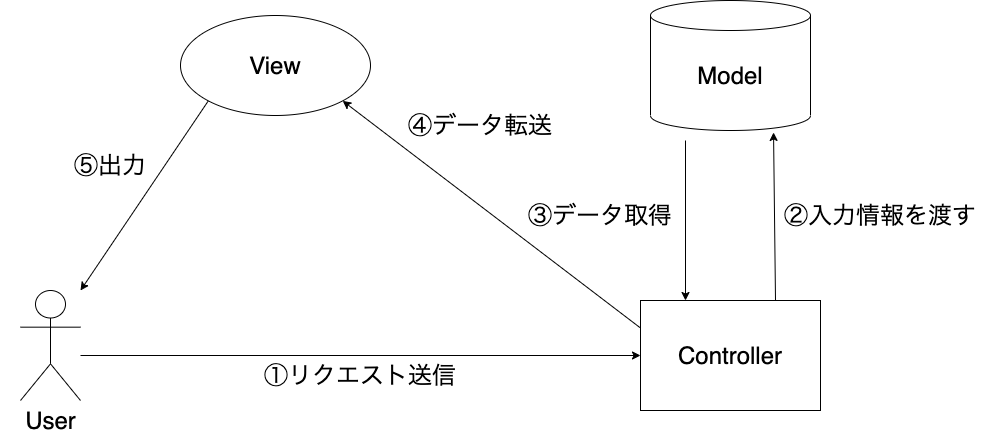 View
Model
④データ転送
⑤出力
③データ取得
②入力情報を渡す
Controller
①リクエスト送信
User